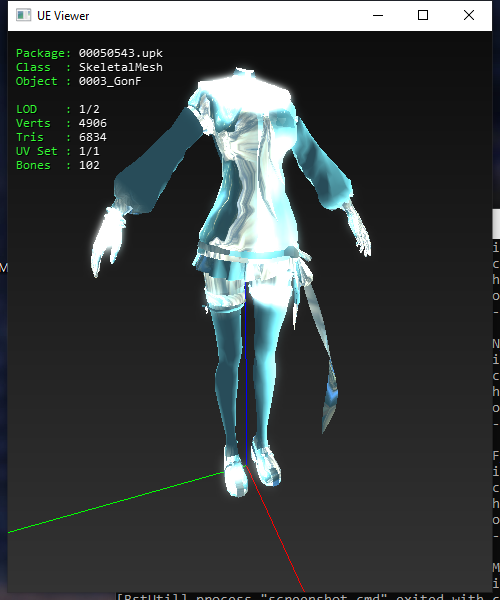 UE Viewer
Package: 00050543.upk
Class : SkeletalMesh
Object : 0003_GonF
LOD : 1/2
Verts : 4906
Tris : 6834
UV Set : 1/1
Bones : 102
M
i
c
h
o
-
N
i
c
h
o
-
F
i
c
h
o
-
M
i
[RstUtil] process "screenshot.cmd" exited with c